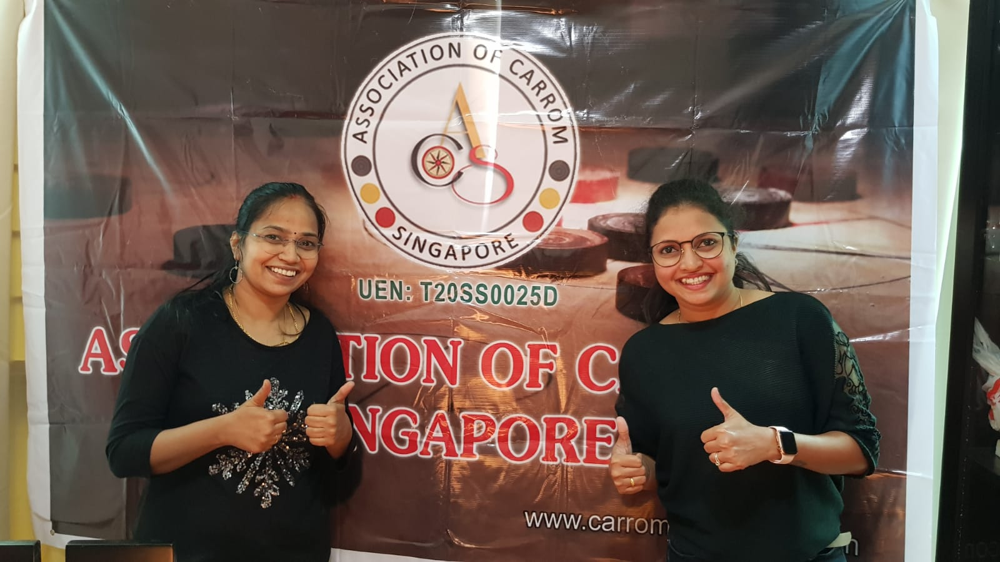 ASSOCIATION OF CARROM
ACS
SINGAPORE
UEN: T20SS0025D
AS TION OF C
NGAPORE
www.carrom